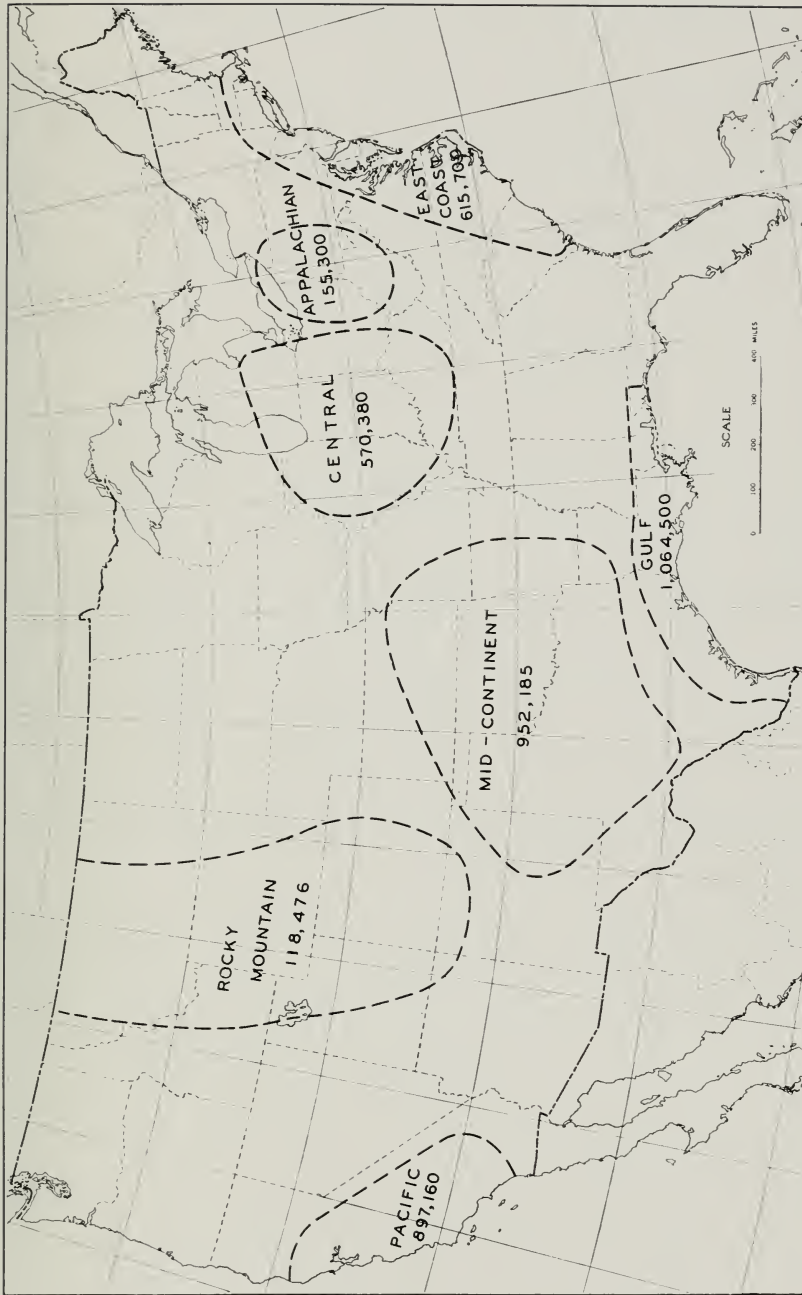 ROCKY
MOUNTAIN
118,476
PACIFIC
897,160
MID - CONTINENT
952,185
CENTRAL
570,380
APPALACHIAN
155,300
EAST
COAST
615,700
GULF
1,064,500
SCALE
0 100 200 300 400 MILES